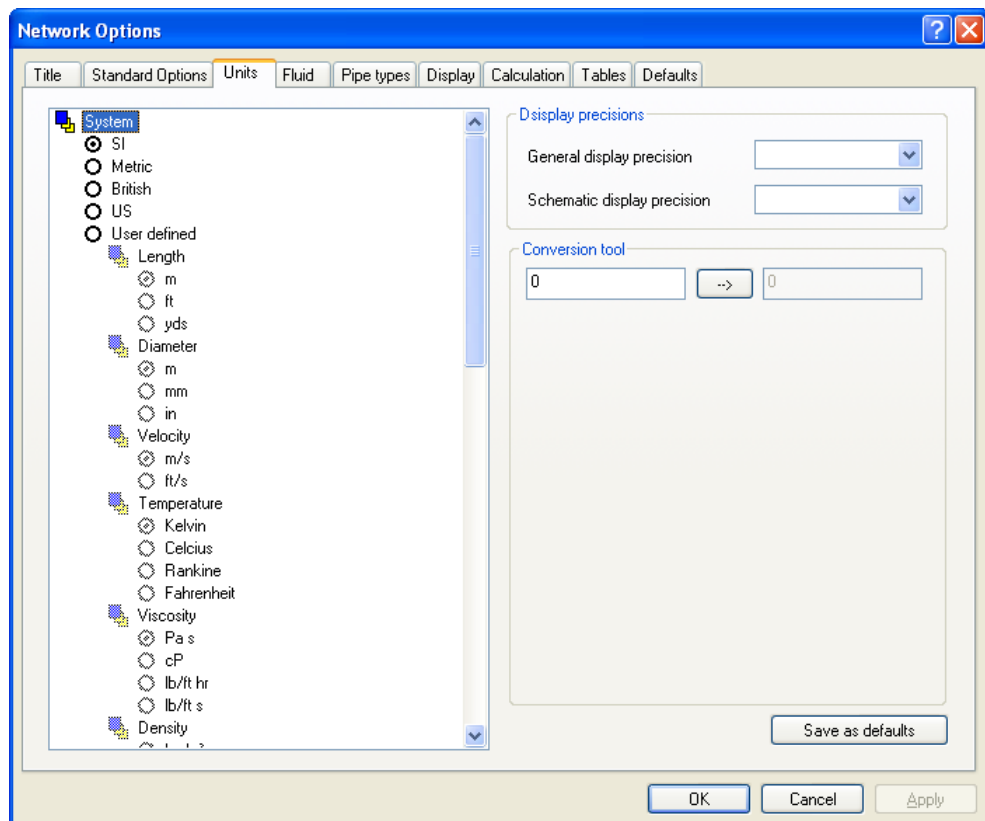 Network Options
Title Standard Options Units Fluid Pipe types Display Calculation Tables Defaults
System
SI
Metric
British
US
User defined
Length
m
ft
yds
Diameter
m
mm
in
Velocity
m/s
ft/s
Temperature
Kelvin
Celcius
Rankine
Fahrenheit
Viscosity
Pa s
cP
lb/ft hr
lb/ft s
Density
Dsisplay precisions
General display precision
Schematic display precision
Conversion tool
0 --> 0
Save as defaults
OK Cancel Apply